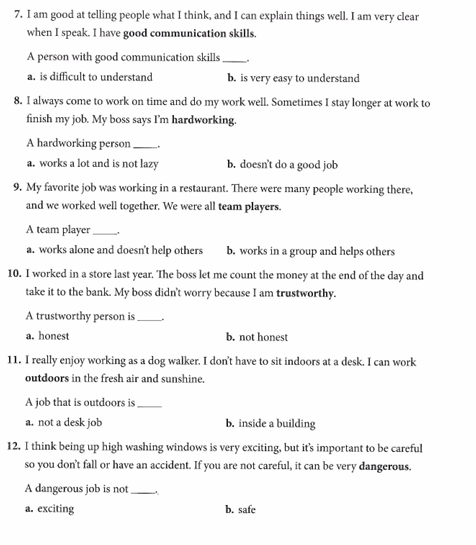 7. I am good at telling people what I think, and I can explain things well. I am very clear
when I speak. I have good communication skills.
A person with good communication skills _____.
a. is difficult to understand b. is very easy to understand
8. I always come to work on time and do my work well. Sometimes I stay longer at work to
finish my job. My boss says I'm hardworking.
A hardworking person _____.
a. works a lot and is not lazy b. doesn't do a good job
9. My favorite job was working in a restaurant. There were many people working there,
and we worked well together. We were all team players.
A team player _____.
a. works alone and doesn't help others b. works in a group and helps others
10. I worked in a store last year. The boss let me count the money at the end of the day and
take it to the bank. My boss didn't worry because I am trustworthy.
A trustworthy person is _____.
a. honest b. not honest
11. I really enjoy working as a dog walker. I don't have to sit indoors at a desk. I can work
outdoors in the fresh air and sunshine.
A job that is outdoors is _____
a. not a desk job b. inside a building
12. I think being up high washing windows is very exciting, but it's important to be careful
so you don't fall or have an accident. If you are not careful, it can be very dangerous.
A dangerous job is not _____.
a. exciting b. safe